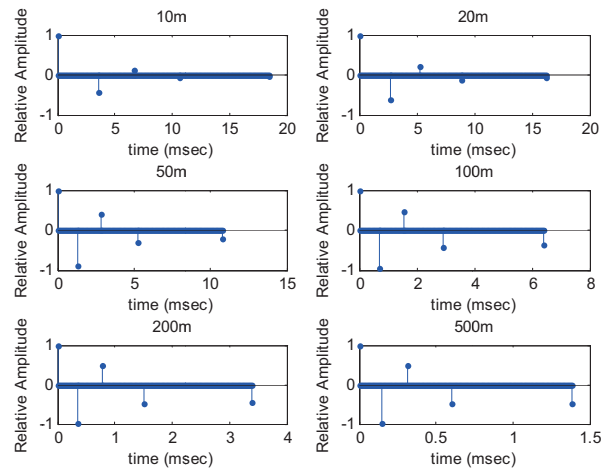 10m
20m
Relative Amplitude
1
0
-1
0 5 10 15 20
time (msec)
Relative Amplitude
1
0
-1
0 5 10 15 20
time (msec)
50m
100m
Relative Amplitude
1
0
-1
0 5 10 15
time (msec)
Relative Amplitude
1
0
-1
0 2 4 6 8
time (msec)
200m
500m
Relative Amplitude
1
0
-1
0 1 2 3 4
time (msec)
Relative Amplitude
1
0
-1
0 0.5 1 1.5
time (msec)